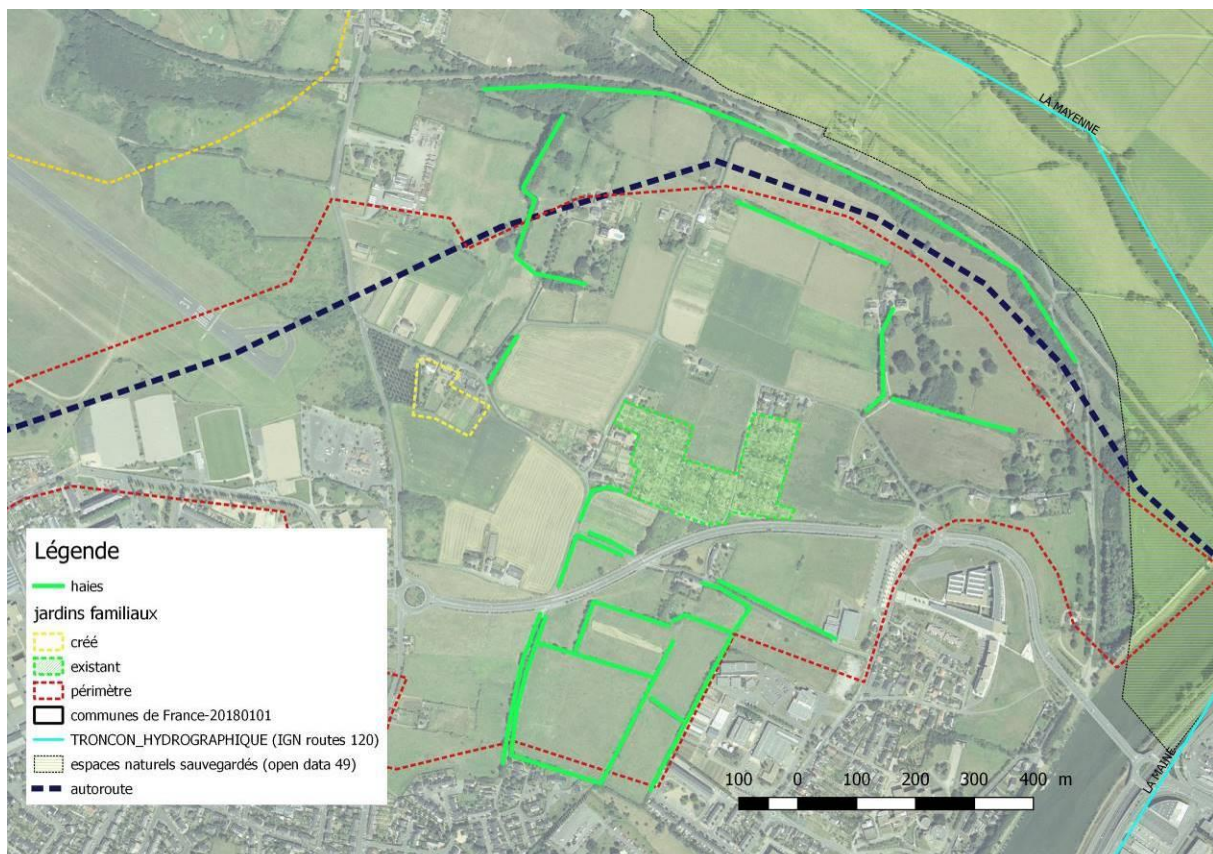 LA MAYENNE
Légende
haies
jardins familiaux
créé
existant
périmètre
communes de France-20180101
TRONCON_HYDROGRAPHIQUE (IGN routes 120)
espaces naturels sauvegardés (open data 49)
autoroute
100 0 100 200 300 400 m
LA MAINE